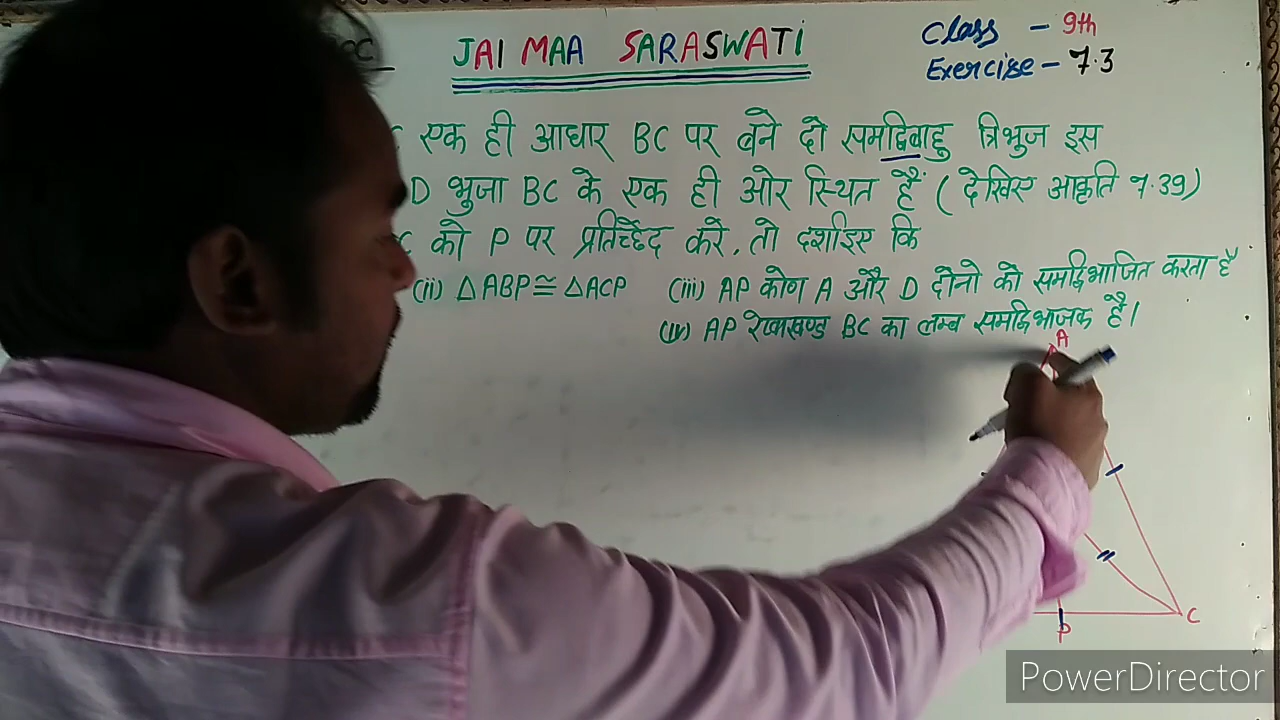 JAI MAA SARASWATI
Class - 9th
Exercise - 7.3
एक ही आधार BC पर बने दो समद्विबाहु त्रिभुज इस
D भुजा BC के एक ही ओर स्थित हैं ( देखिए आकृति 7.39)
C को P पर प्रतिच्छेद करे, तो दर्शाइए कि
(ii) △ABP ≅ △ACP (iii) AP कोण A और D दोनो को समद्विभाजित करता है
(iv) AP रेखाखण्ड BC का लम्ब समद्विभाजक है।
A
C
P
PowerDirector